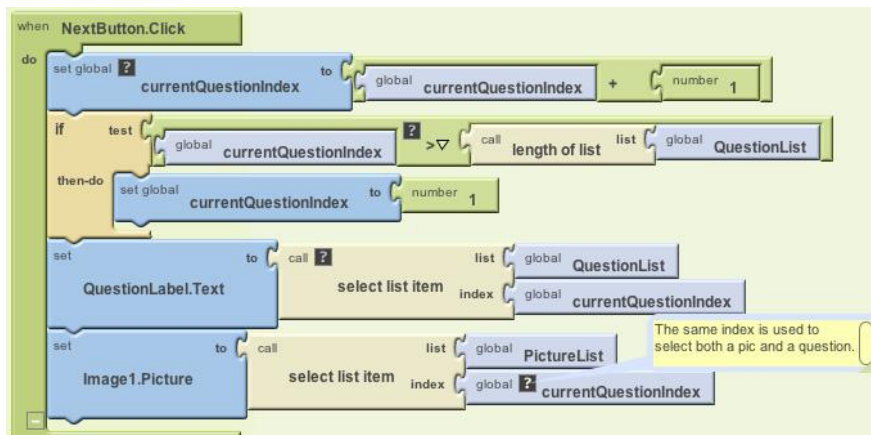 when NextButton.Click
do
set global ? currentQuestionIndex to global currentQuestionIndex + number 1
if test global currentQuestionIndex ? > call length of list list global QuestionList
then-do set global currentQuestionIndex to number 1
set QuestionLabel.Text to call ? select list item list global QuestionList
index global currentQuestionIndex
The same index is used to
select both a pic and a question.
set Image1.Picture to call select list item list global PictureList
index global ? currentQuestionIndex